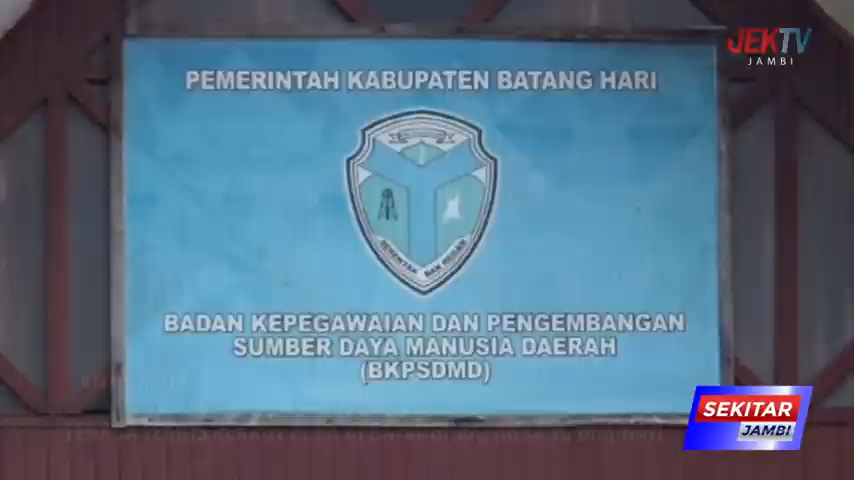 JEKTV
JAMBI
PEMERINTAH KABUPATEN BATANG HARI
BADAN KEPEGAWAIAN DAN PENGEMBANGAN
SUMBER DAYA MANUSIA DAERAH
(BKPSDMD)
SEKITAR
JAMBI